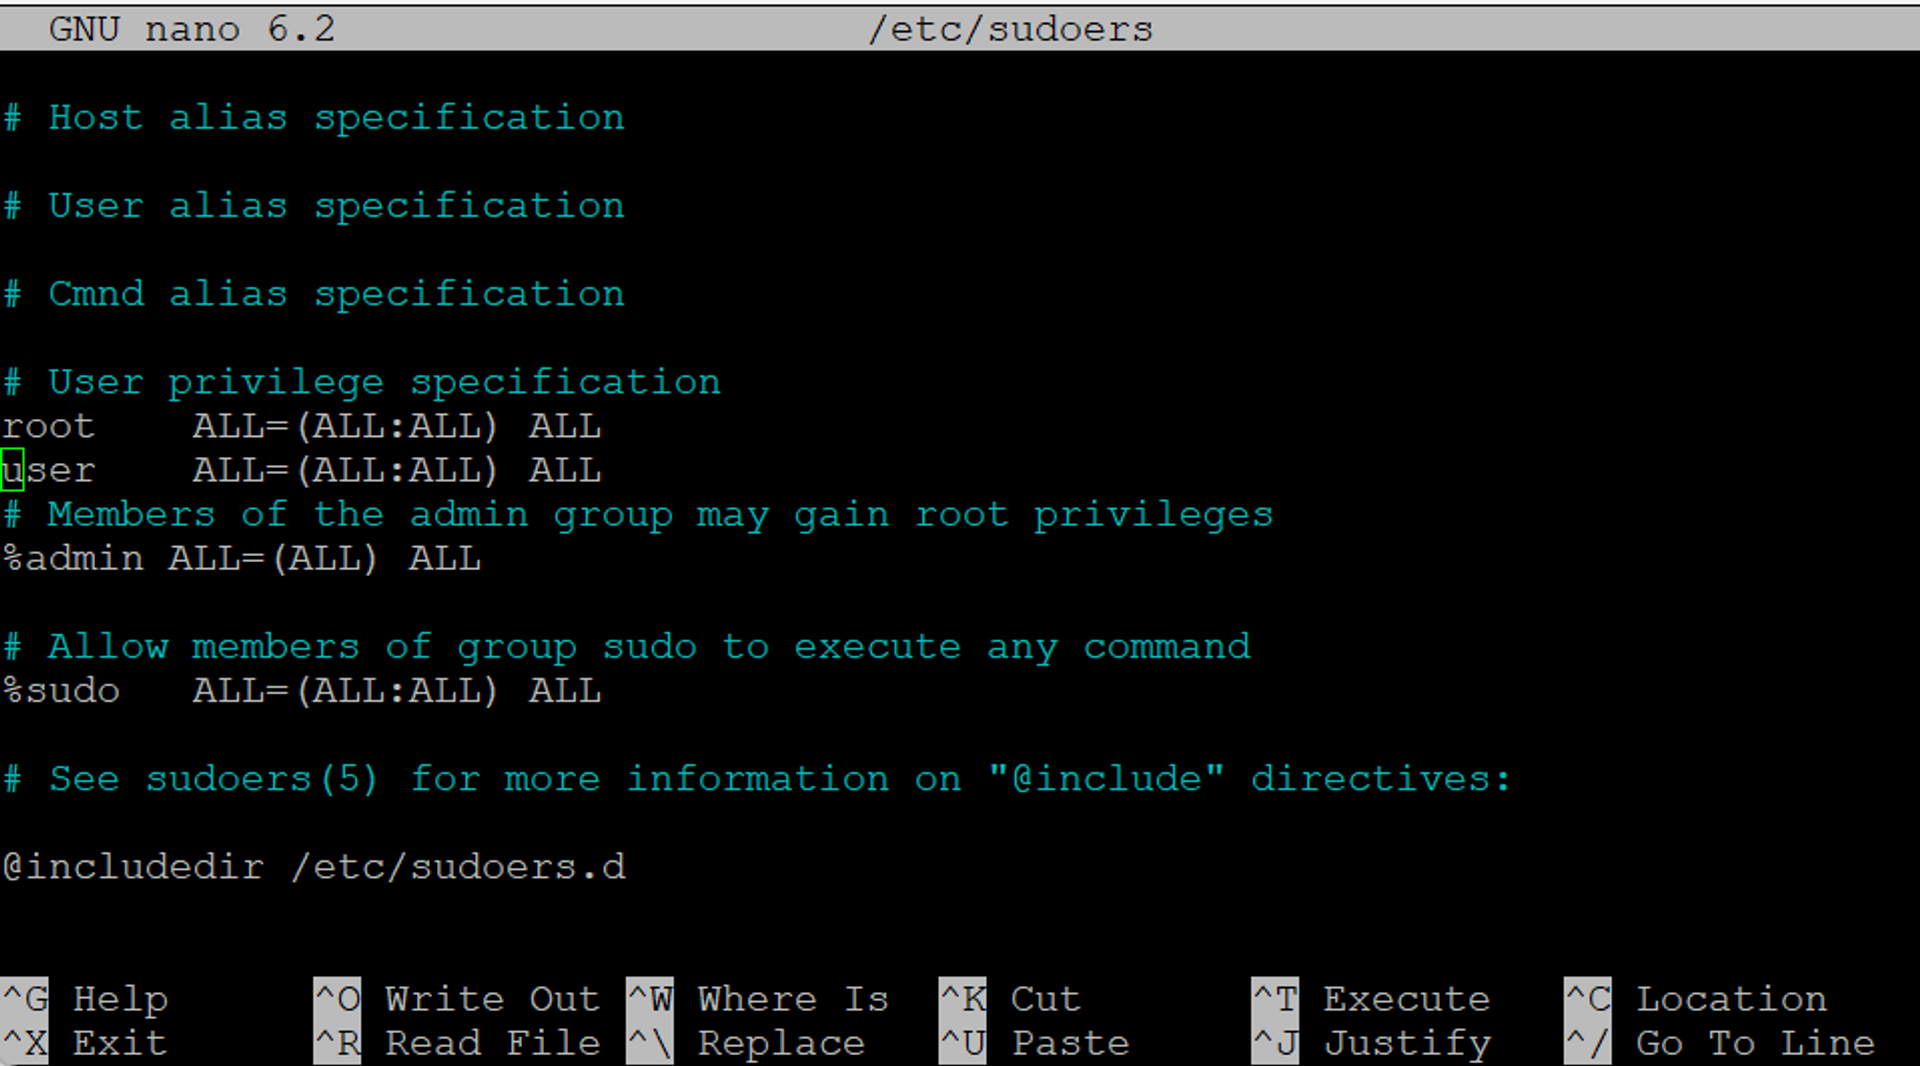 GNU nano 6.2 /etc/sudoers
# Host alias specification
# User alias specification
# Cmnd alias specification
# User privilege specification
root ALL=(ALL:ALL) ALL
user ALL=(ALL:ALL) ALL
# Members of the admin group may gain root privileges
%admin ALL=(ALL) ALL
# Allow members of group sudo to execute any command
%sudo ALL=(ALL:ALL) ALL
# See sudoers(5) for more information on "@include" directives:
@includedir /etc/sudoers.d
^G Help ^O Write Out ^W Where Is ^K Cut ^T Execute ^C Location
^X Exit ^R Read File ^\ Replace ^U Paste ^J Justify ^/ Go To Line